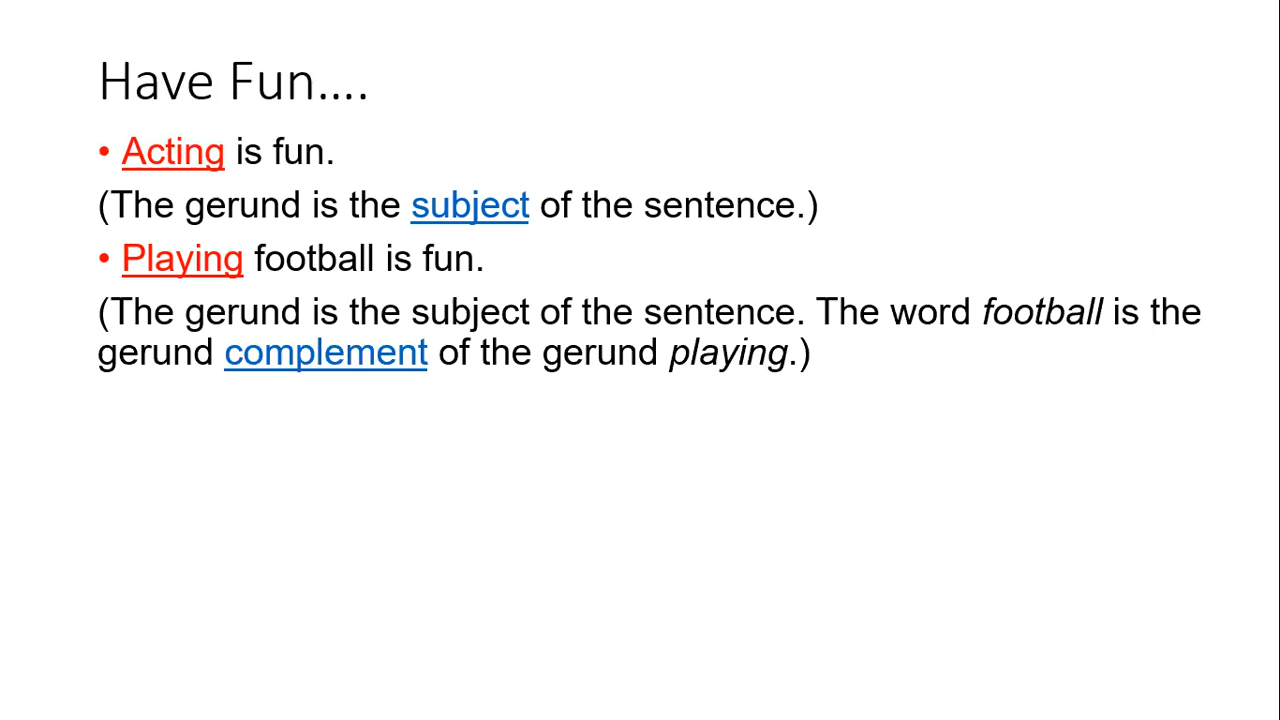 Have Fun....
• Acting is fun.
(The gerund is the subject of the sentence.)
• Playing football is fun.
(The gerund is the subject of the sentence. The word football is the
gerund complement of the gerund playing.)